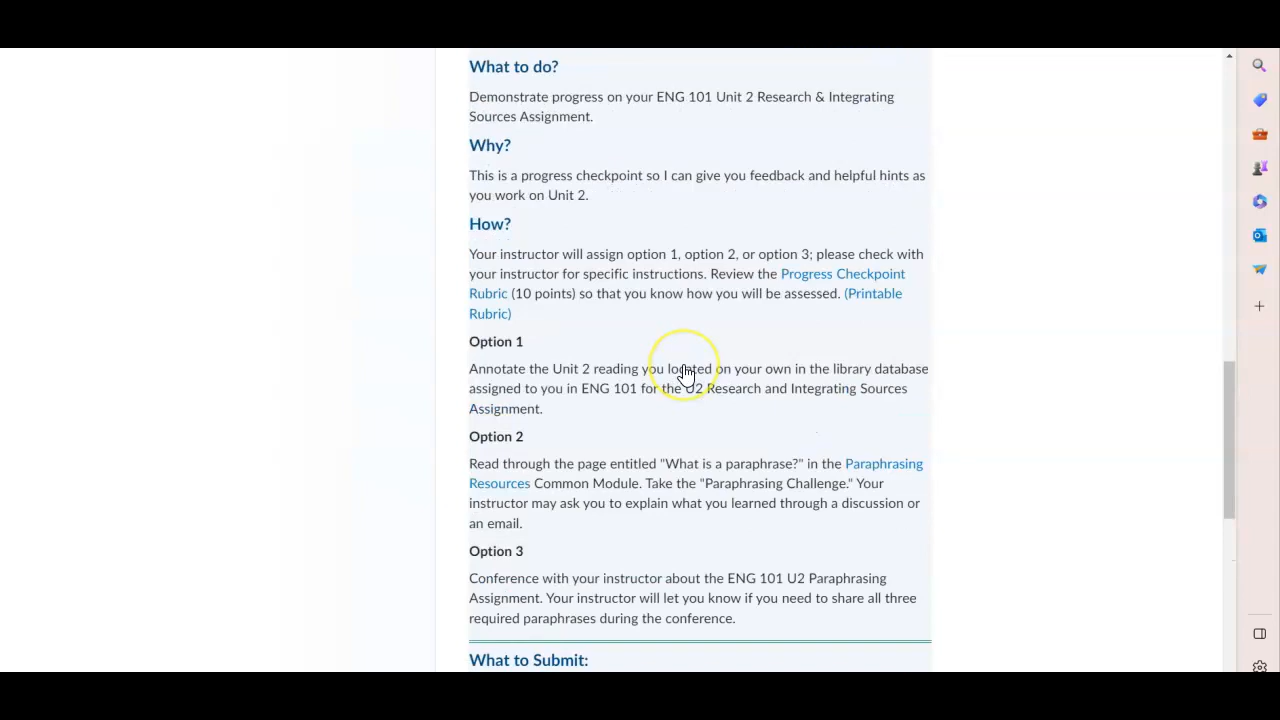 What to do?
Demonstrate progress on your ENG 101 Unit 2 Research & Integrating
Sources Assignment.
Why?
This is a progress checkpoint so I can give you feedback and helpful hints as
you work on Unit 2.
How?
Your instructor will assign option 1, option 2, or option 3; please check with
your instructor for specific instructions. Review the Progress Checkpoint
Rubric (10 points) so that you know how you will be assessed. (Printable
Rubric)
Option 1
Annotate the Unit 2 reading you located on your own in the library database
assigned to you in ENG 101 for the U2 Research and Integrating Sources
Assignment.
Option 2
Read through the page entitled "What is a paraphrase?" in the Paraphrasing
Resources Common Module. Take the "Paraphrasing Challenge." Your
instructor may ask you to explain what you learned through a discussion or
an email.
Option 3
Conference with your instructor about the ENG 101 U2 Paraphrasing
Assignment. Your instructor will let you know if you need to share all three
required paraphrases during the conference.
What to Submit: